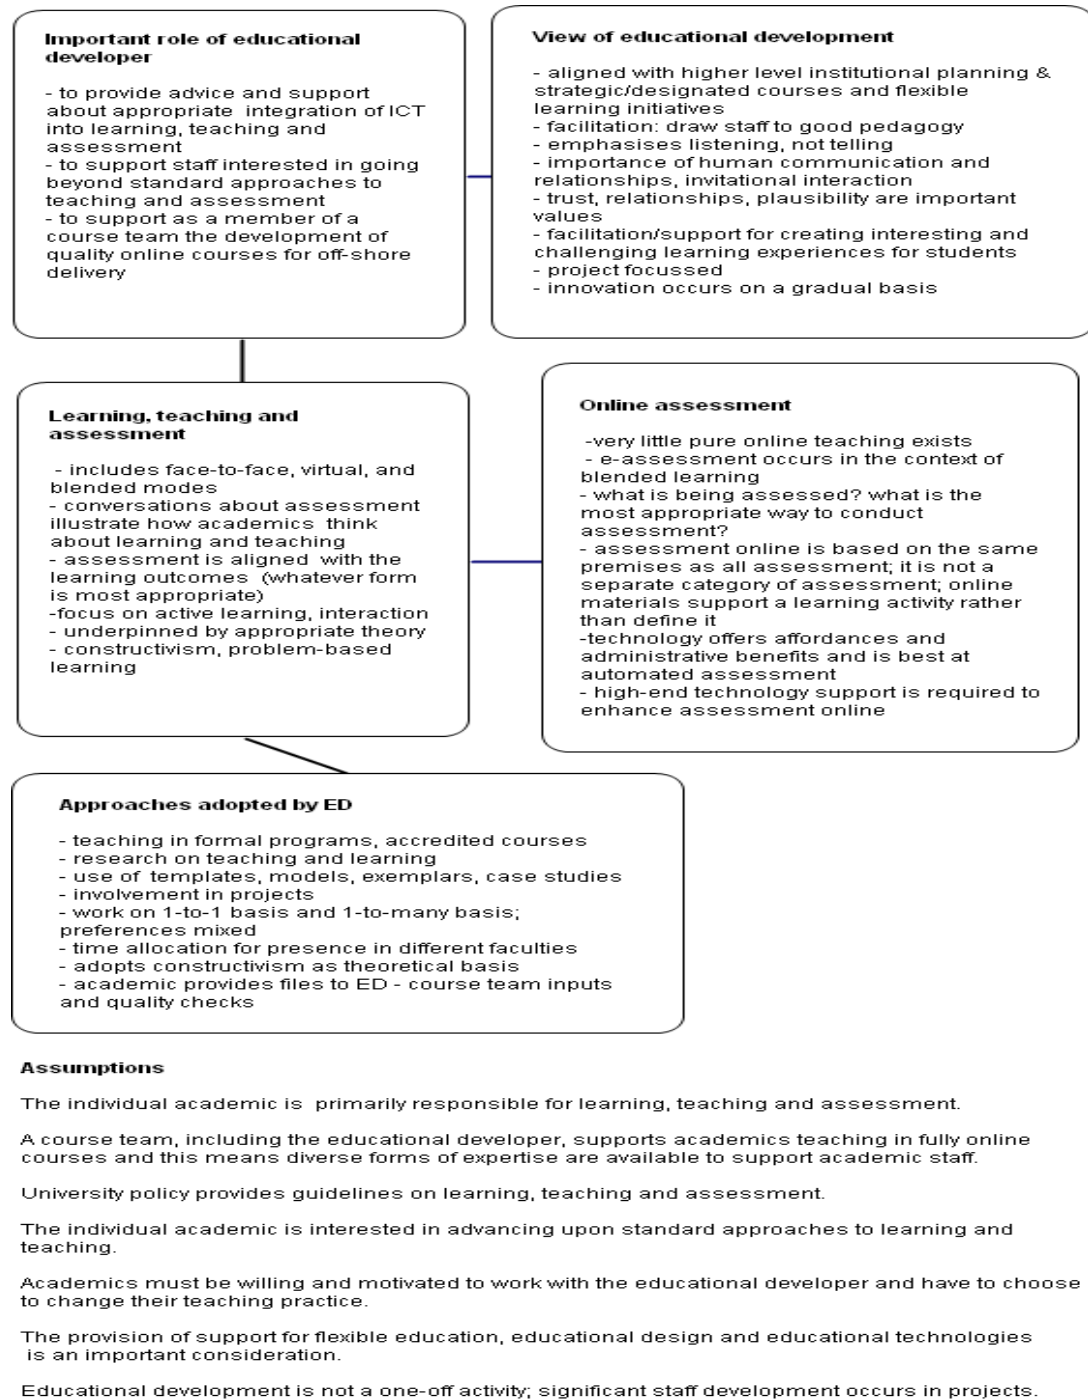 Important role of educational
developer
- to provide advice and support
about appropriate integration of ICT
into learning, teaching and
assessment
- to support staff interested in going
beyond standard approaches to
teaching and assessment
- to support as a member of a
course team the development of
quality online courses for off-shore
delivery
View of educational development
- aligned with higher level institutional planning &
strategic/designated courses and flexible
learning initiatives
- facilitation: draw staff to good pedagogy
- emphasises listening, not telling
- importance of human communication and
relationships, invitational interaction
- trust, relationships, plausibility are important
values
- facilitation/support for creating interesting and
challenging learning experiences for students
- project focussed
- innovation occurs on a gradual basis
Learning, teaching and
assessment
- includes face-to-face, virtual, and
blended modes
- conversations about assessment
illustrate how academics think
about learning and teaching
- assessment is aligned with the
learning outcomes (whatever form
is most appropriate)
-focus on active learning, interaction
- underpinned by appropriate theory
- constructivism, problem-based
learning
Online assessment
-very little pure online teaching exists
- e-assessment occurs in the context of
blended learning
- what is being assessed? what is the
most appropriate way to conduct
assessment?
- assessment online is based on the same
premises as all assessment; it is not a
separate category of assessment; online
materials support a learning activity rather
than define it
-technology offers affordances and
administrative benefits and is best at
automated assessment
- high-end technology support is required to
enhance assessment online
Approaches adopted by ED
- teaching in formal programs, accredited courses
- research on teaching and learning
- use of templates, models, exemplars, case studies
- involvement in projects
- work on 1-to-1 basis and 1-to-many basis;
preferences mixed
- time allocation for presence in different faculties
- adopts constructivism as theoretical basis
- academic provides files to ED - course team inputs
and quality checks
Assumptions
The individual academic is primarily responsible for learning, teaching and assessment.
A course team, including the educational developer, supports academics teaching in fully online
courses and this means diverse forms of expertise are available to support academic staff.
University policy provides guidelines on learning, teaching and assessment.
The individual academic is interested in advancing upon standard approaches to learning and
teaching.
Academics must be willing and motivated to work with the educational developer and have to choose
to change their teaching practice.
The provision of support for flexible education, educational design and educational technologies
is an important consideration.
Educational development is not a one-off activity; significant staff development occurs in projects.